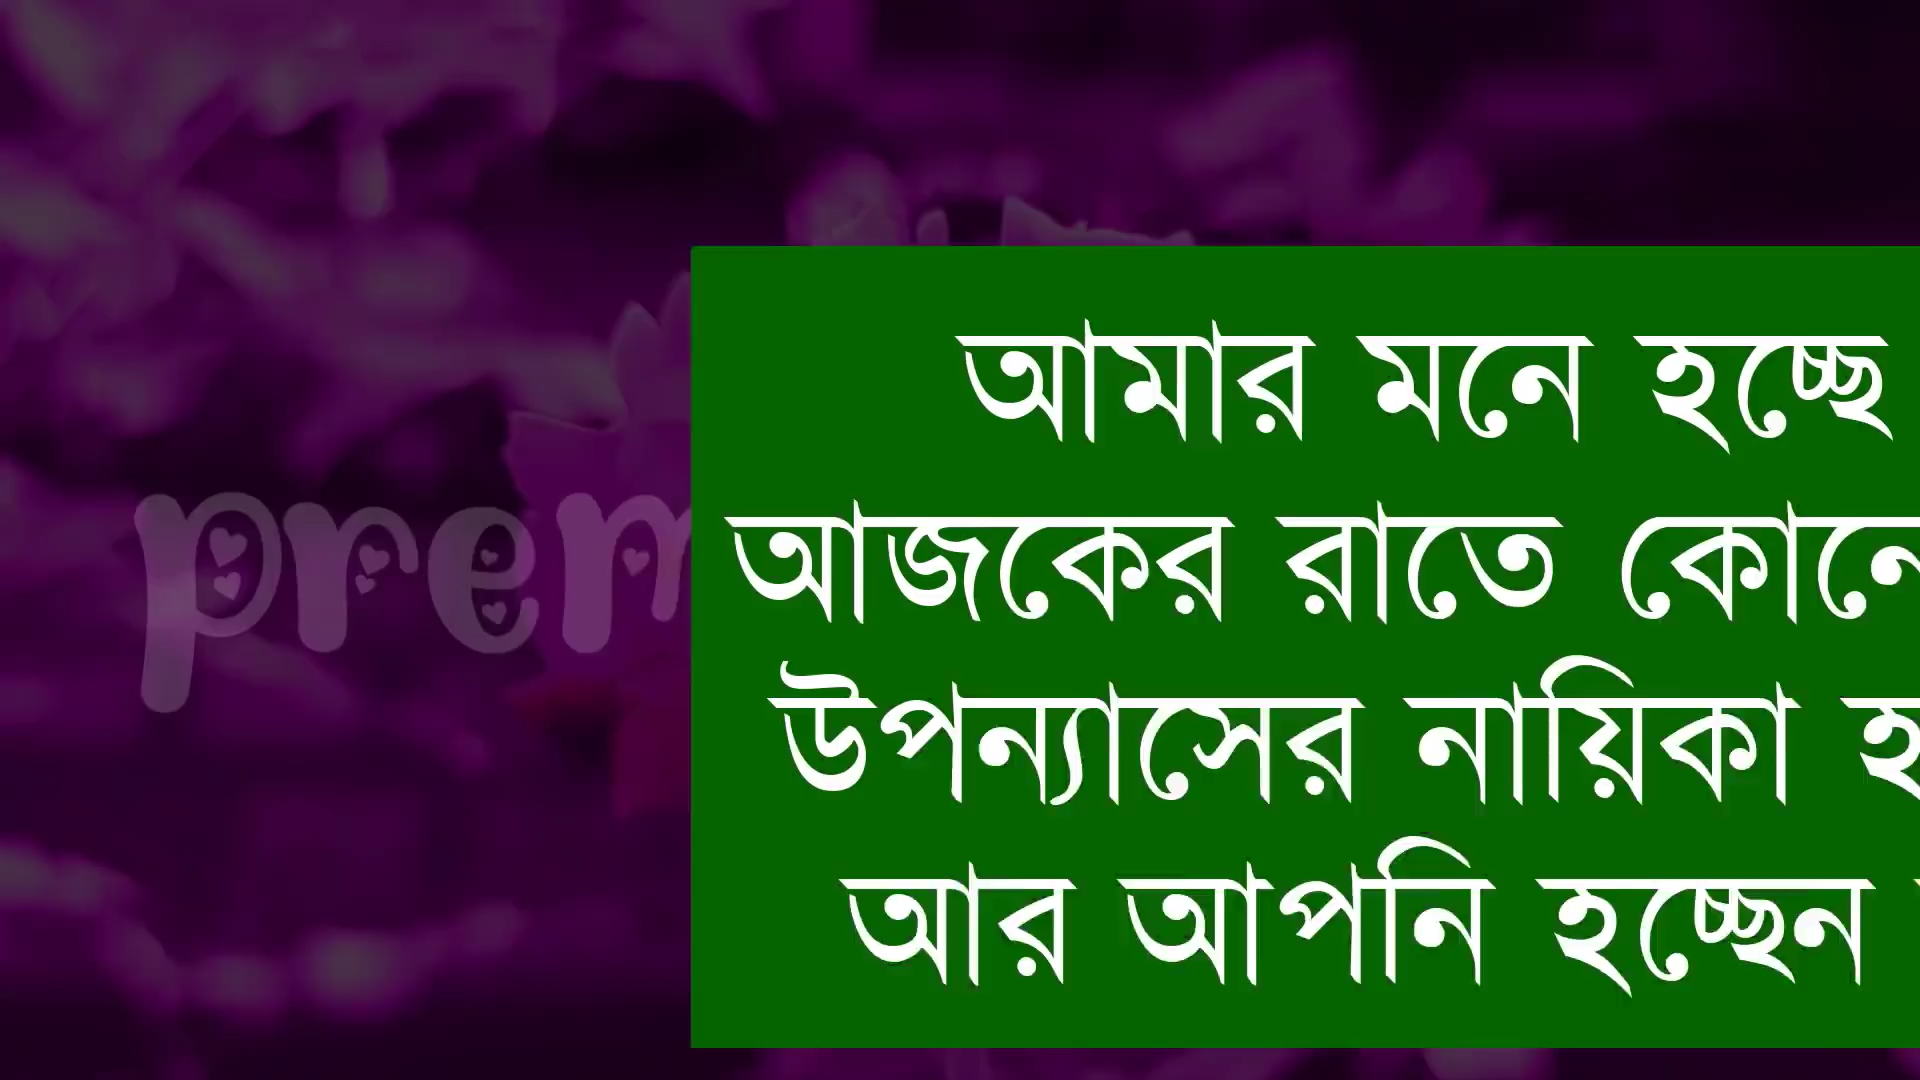 prem
আমার মনে হচ্ছে
আজকের রাতে কোনে
উপন্যাসের নায়িকা
আর আপনি হচ্ছেন